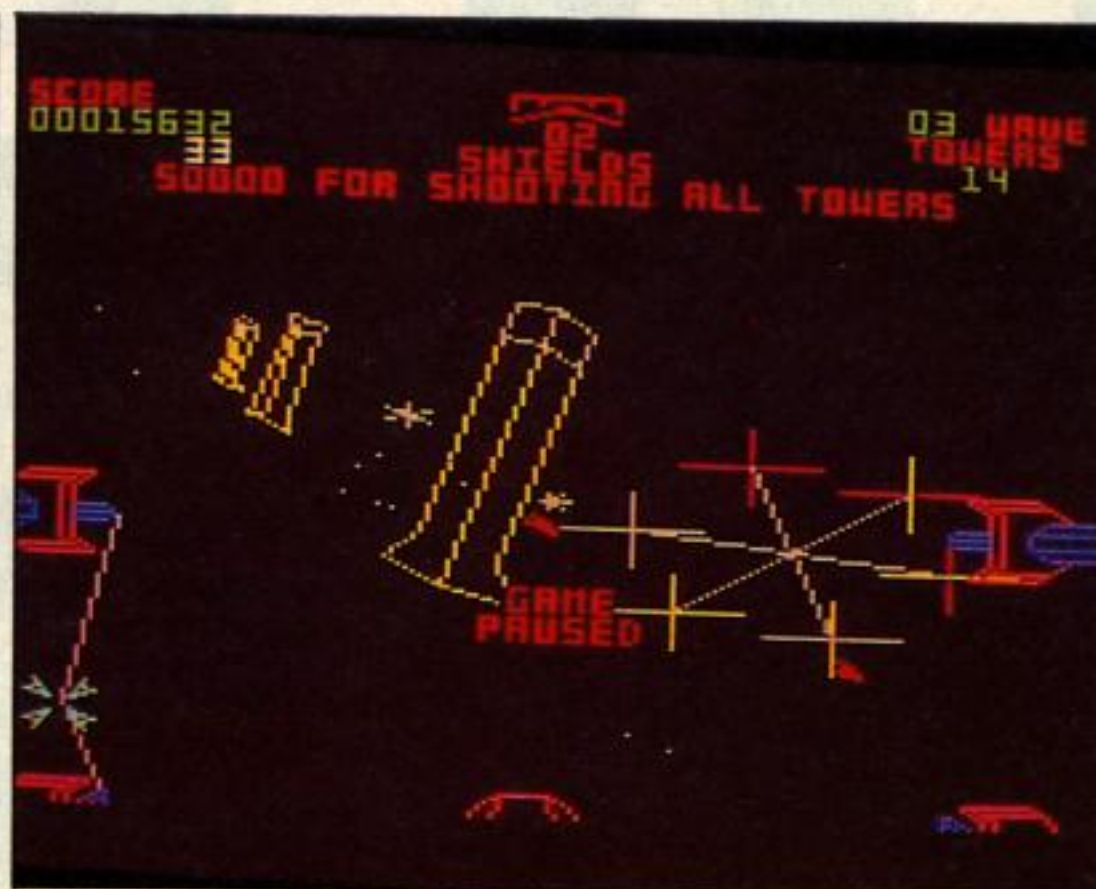 SCORE
00015632
33
02
SHIELDS
03 WAVE
TOWERS
14
50000 FOR SHOOTING ALL TOWERS
GAME
PAUSED